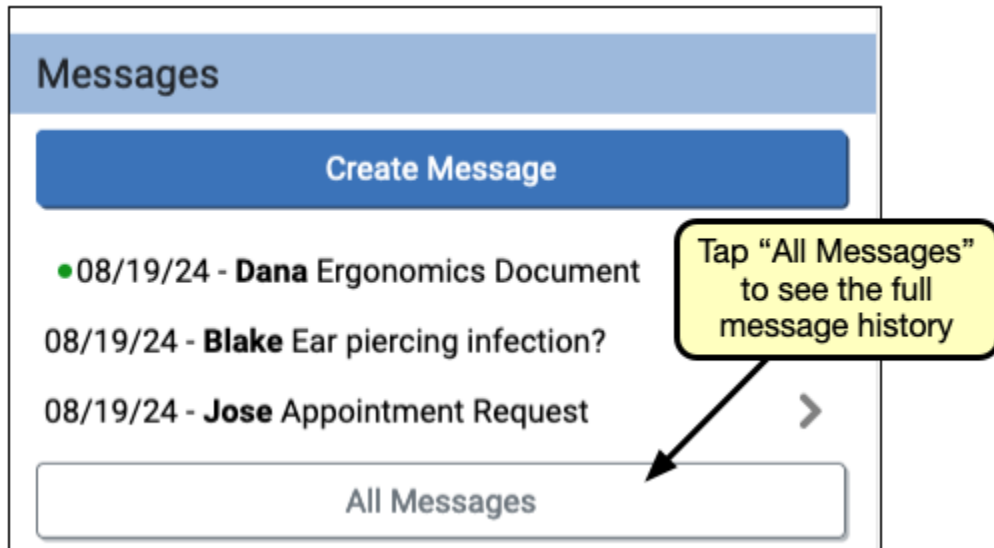 Messages
Create Message
08/19/24 - Dana Ergonomics Document
Tap “All Messages”
to see the full
message history
08/19/24 - Blake Ear piercing infection?
08/19/24 - Jose Appointment Request
All Messages